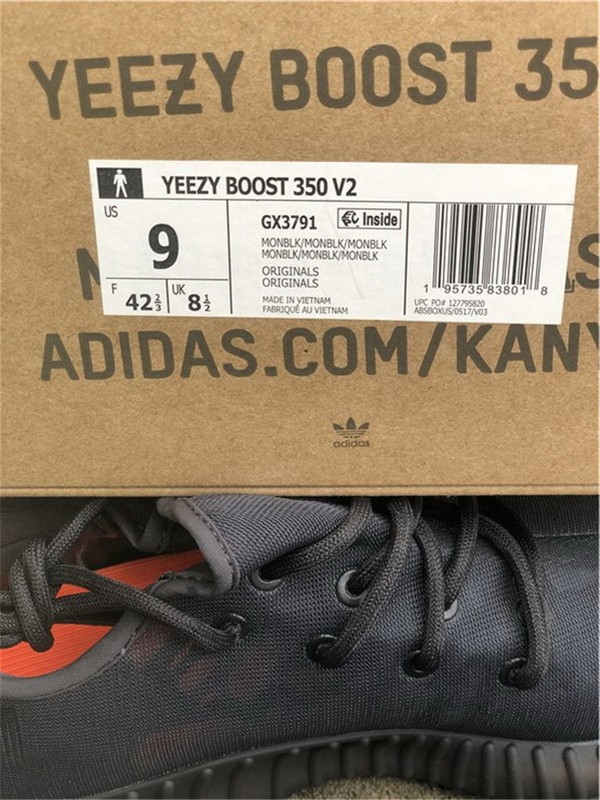 YEEZY BOOST 35
YEEZY BOOST 350 V2
US
9
F
42⅔
UK
8½
GX3791
Inside
MONBLK/MONBLK/MONBLK
MONBLK/MONBLK/MONBLK
ORIGINALS
ORIGINALS
MADE IN VIETNAM
FABRIQUÉ AU VIETNAM
1 95735 83801 8
UPC PO# 127795820
ABSBOXUS/0517/V03
ADIDAS.COM/KANY
adidas